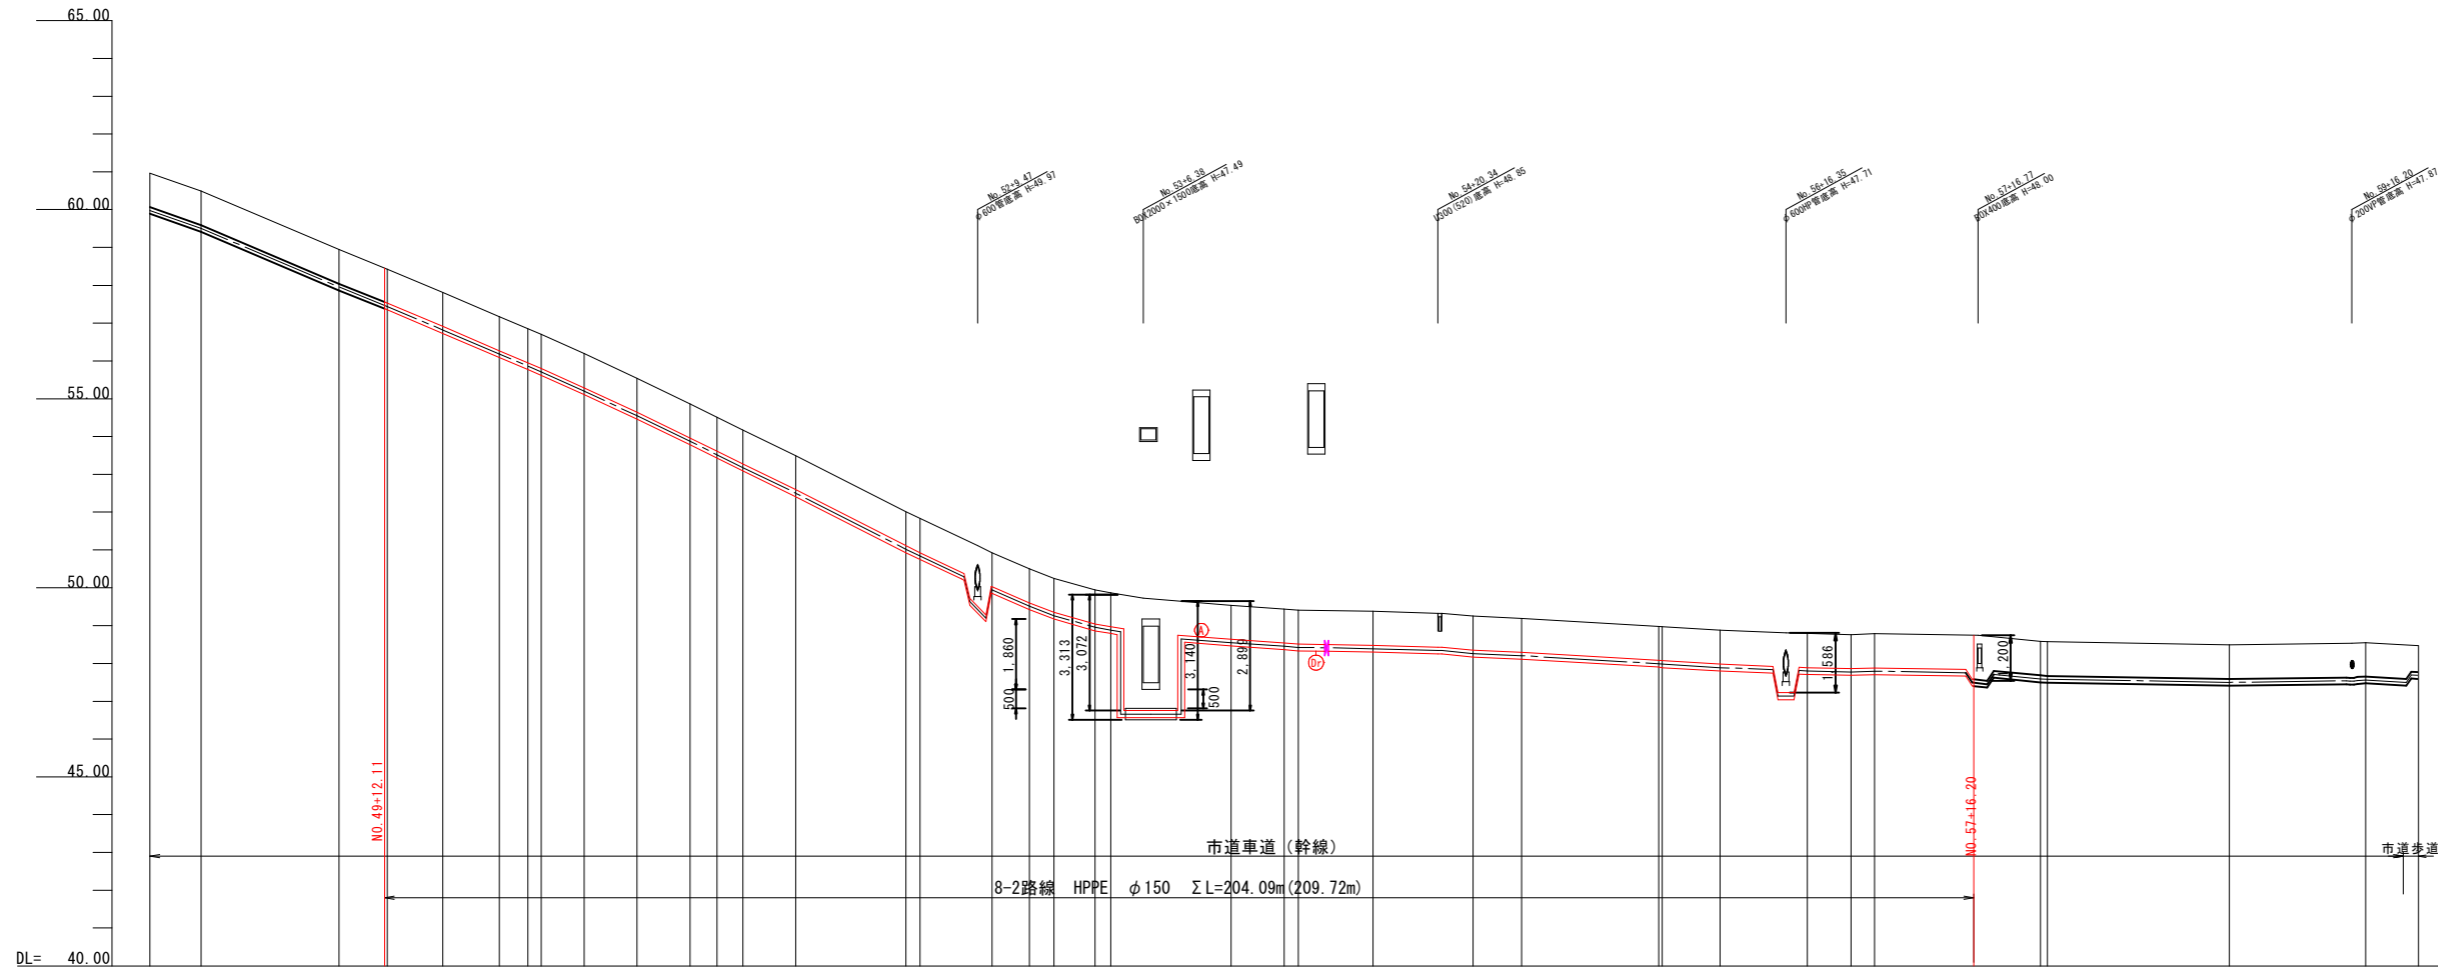 65.00
60.00
55.00
50.00
45.00
DL= 40.00
No.52+9.47
φ600管底高 H=49.97
No.53+6.38
BOX2000×1500底高 H=47.49
No.54+20.34
U300(S20)底高 H=48.85
No.56+16.35
φ600HP管底高 H=47.71
No.57+16.77
BOX400底高 H=48.00
No.59+16.20
φ200VP管底高 H=47.87
1,860
500
3,313
3,072
3,140
500
2,899
A
Dr
1,586
1,200
NO.49+12.11
NO.57+16.20
市道車道(幹線)
市道歩道
8-2路線 HPPE φ150 ΣL=204.09m(209.72m)